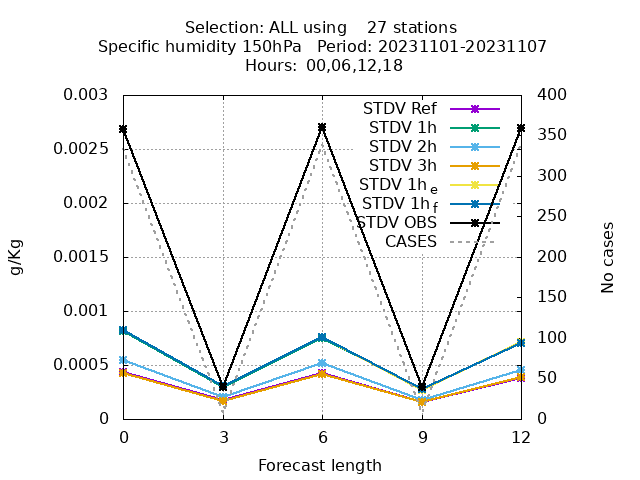 Selection: ALL using    27 stations
Specific humidity 150hPa   Period: 20231101-20231107
Hours: 00,06,12,18
0.003
0.0025
0.002
0.0015
0.001
0.0005
0
g/Kg
STDV Ref
STDV 1h
STDV 2h
STDV 3h
STDV 1h e
STDV 1h f
STDV OBS
CASES
400
350
300
250
200
150
100
50
0
No cases
0 3 6 9 12
Forecast length